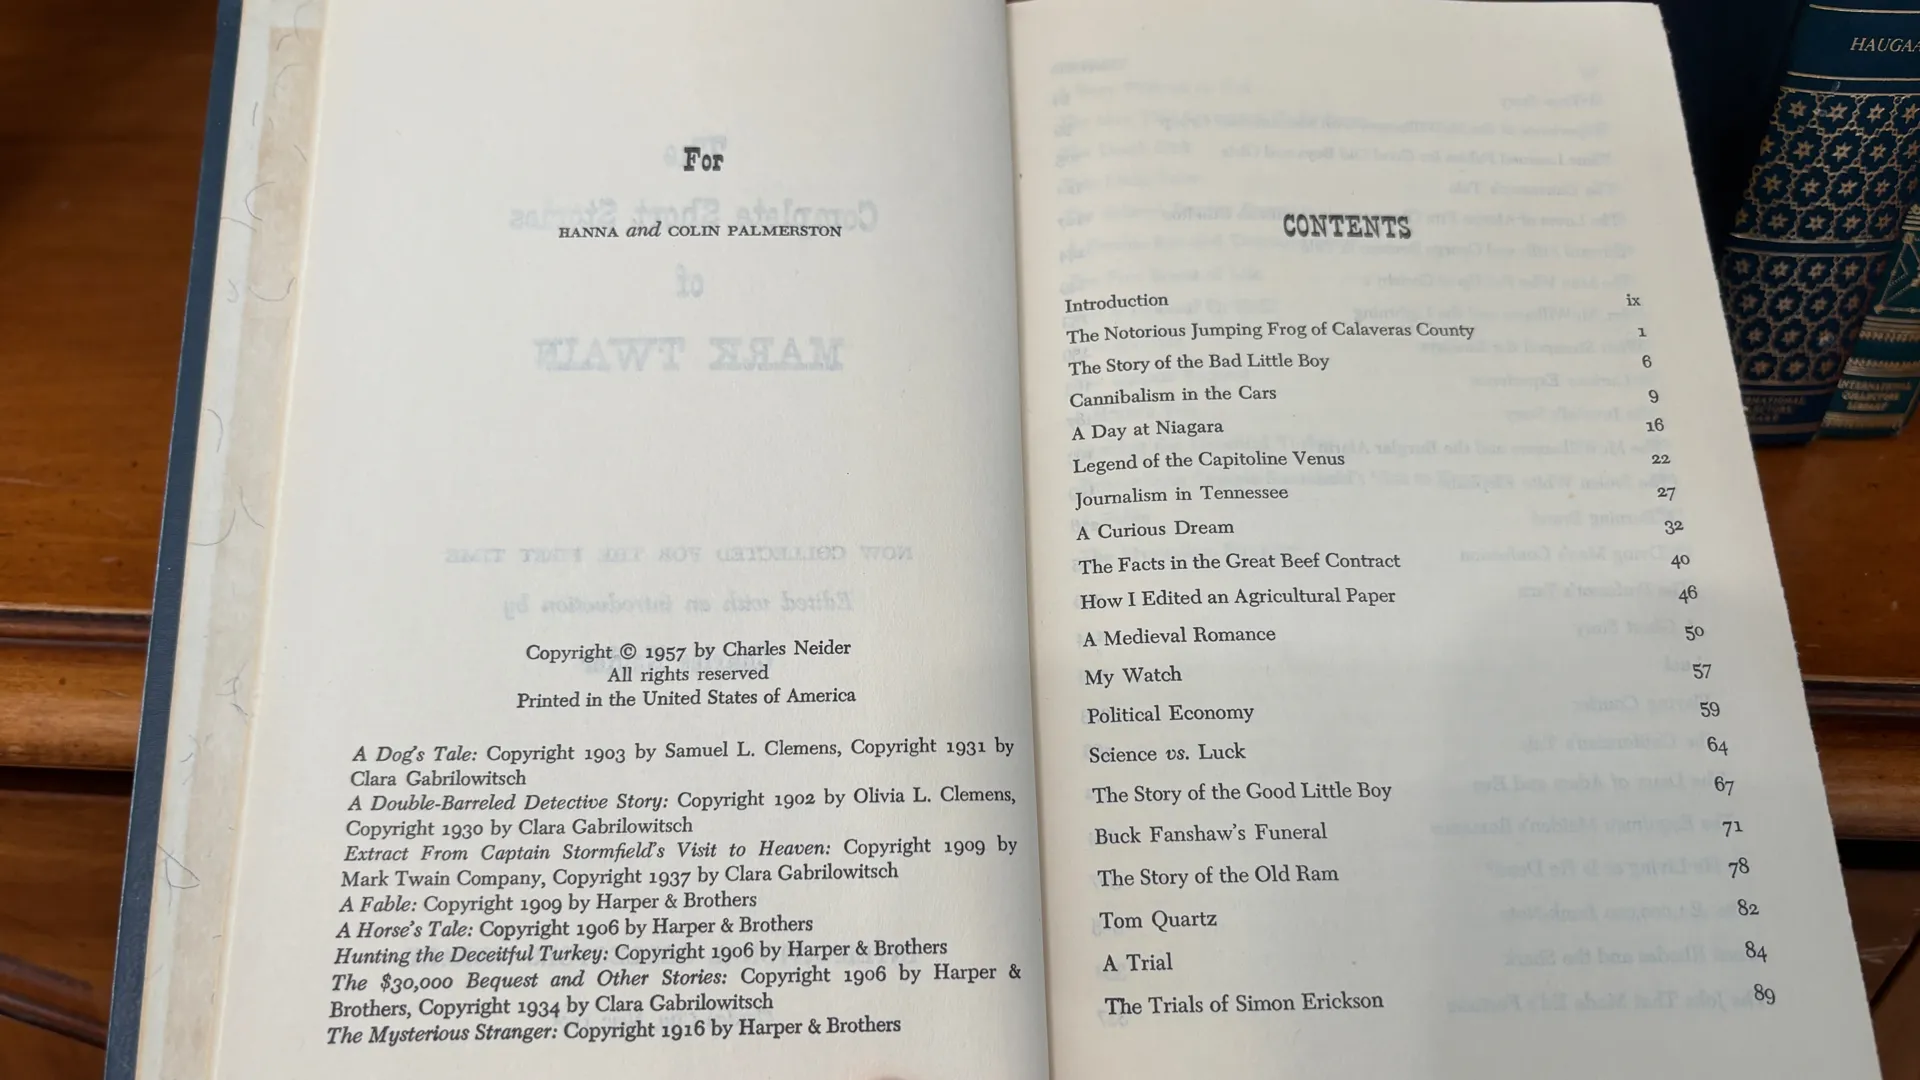 For
HANNA and COLIN PALMERSTON
Copyright © 1957 by Charles Neider
All rights reserved
Printed in the United States of America
A Dog's Tale: Copyright 1903 by Samuel L. Clemens, Copyright 1931 by
Clara Gabrilowitsch
A Double-Barreled Detective Story: Copyright 1902 by Olivia L. Clemens,
Copyright 1930 by Clara Gabrilowitsch
Extract From Captain Stormfield's Visit to Heaven: Copyright 1909 by
Mark Twain Company, Copyright 1937 by Clara Gabrilowitsch
A Fable: Copyright 1909 by Harper & Brothers
A Horse's Tale: Copyright 1906 by Harper & Brothers
Hunting the Deceitful Turkey: Copyright 1906 by Harper & Brothers
The $30,000 Bequest and Other Stories: Copyright 1906 by Harper &
Brothers, Copyright 1934 by Clara Gabrilowitsch
The Mysterious Stranger: Copyright 1916 by Harper & Brothers
CONTENTS
Introduction ix
The Notorious Jumping Frog of Calaveras County 1
The Story of the Bad Little Boy 6
Cannibalism in the Cars 9
A Day at Niagara 16
Legend of the Capitoline Venus 22
Journalism in Tennessee 27
A Curious Dream 32
The Facts in the Great Beef Contract 40
How I Edited an Agricultural Paper 46
A Medieval Romance 50
My Watch 57
Political Economy 59
Science vs. Luck 64
The Story of the Good Little Boy 67
Buck Fanshaw's Funeral 71
The Story of the Old Ram 78
Tom Quartz 82
A Trial 84
The Trials of Simon Erickson 89
HAUGAA
INTERNATIONAL
COLLECTORS
LIBRARY